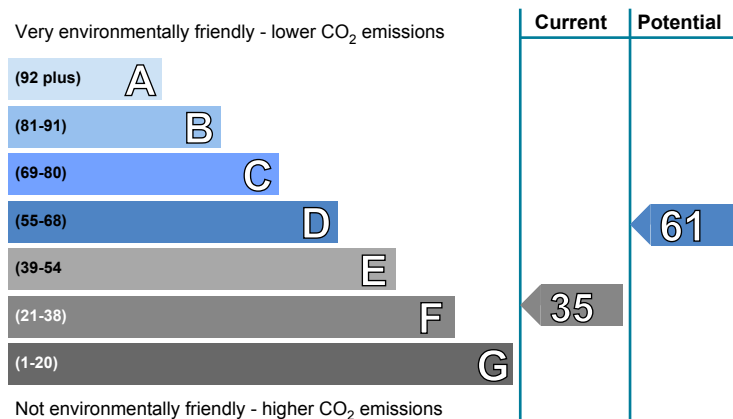 Current Potential
Very environmentally friendly - lower CO2 emissions
(92 plus) A
(81-91) B
(69-80) C
(55-68) D
61
(39-54 E
(21-38) F
35
(1-20) G
Not environmentally friendly - higher CO2 emissions